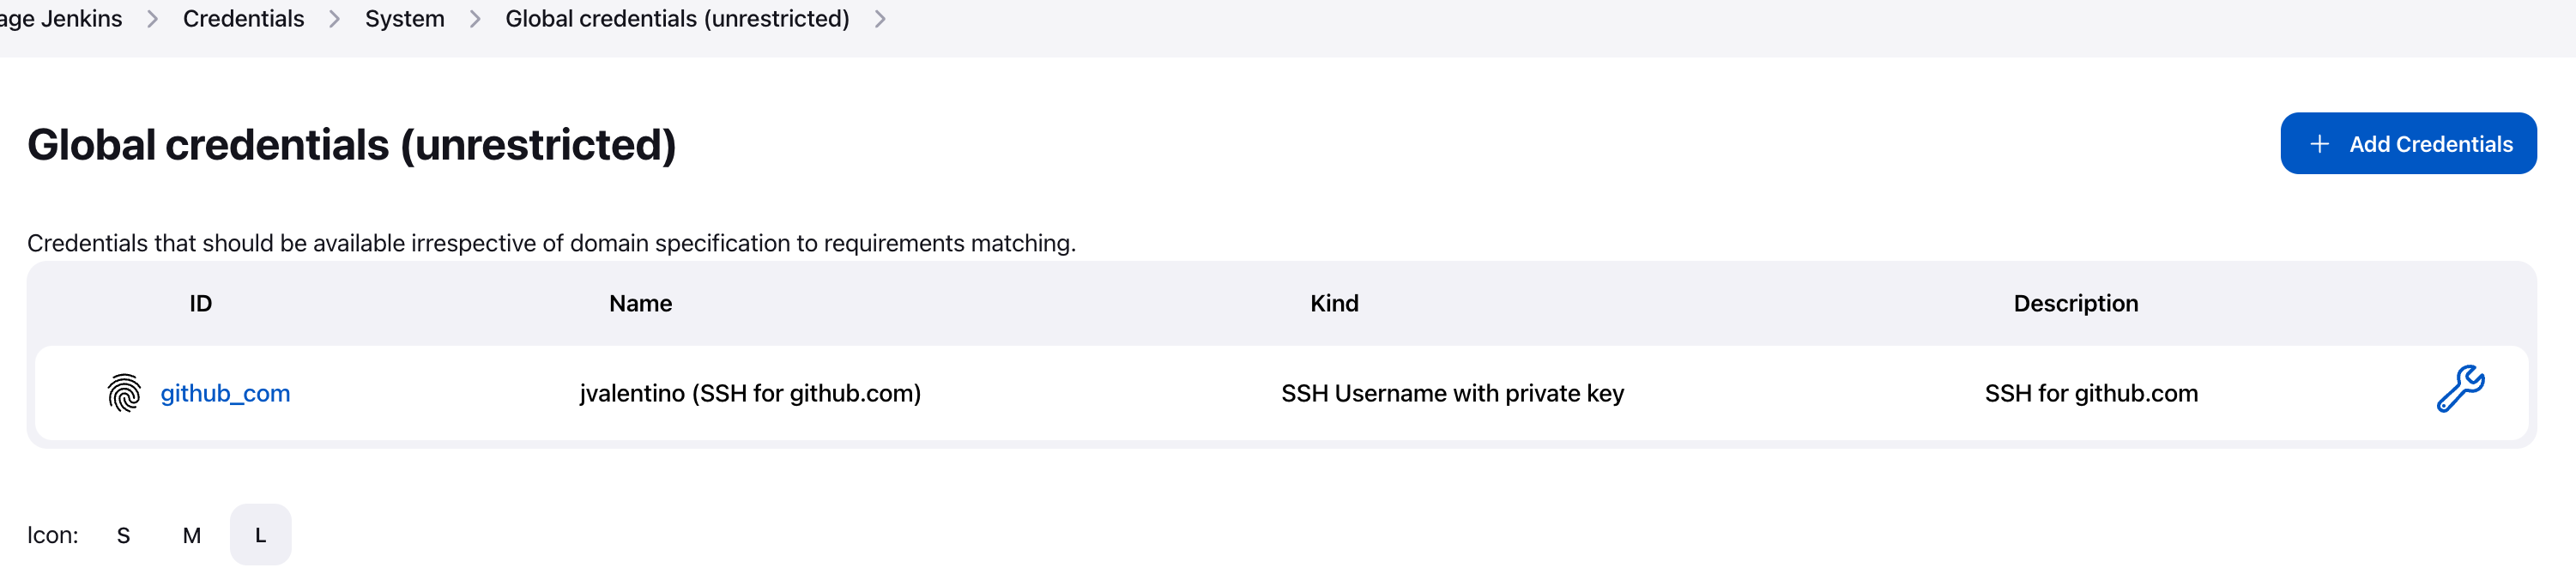 age Jenkins > Credentials > System > Global credentials (unrestricted) >
Global credentials (unrestricted)
+ Add Credentials
Credentials that should be available irrespective of domain specification to requirements matching.
ID Name Kind Description
github_com jvalentino (SSH for github.com) SSH Username with private key SSH for github.com
Icon: S M L